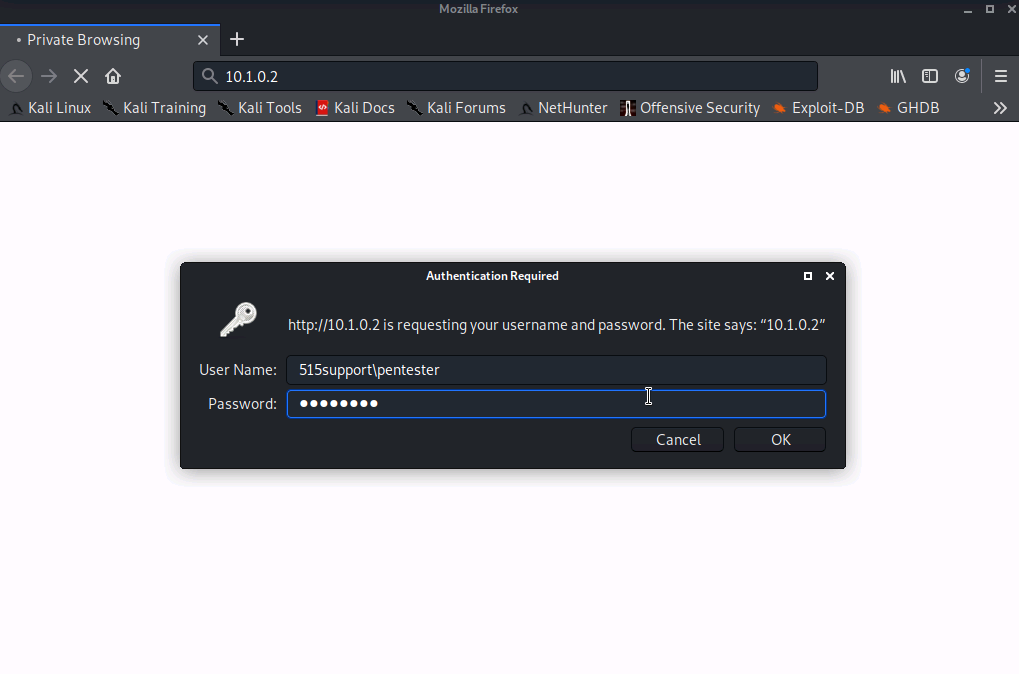 Mozilla Firefox
• Private Browsing
10.1.0.2
Kali Linux Kali Training Kali Tools Kali Docs Kali Forums NetHunter Offensive Security Exploit-DB GHDB
Authentication Required
http://10.1.0.2 is requesting your username and password. The site says: “10.1.0.2”
User Name: 515support\pentester
Password: ●●●●●●●●
Cancel OK